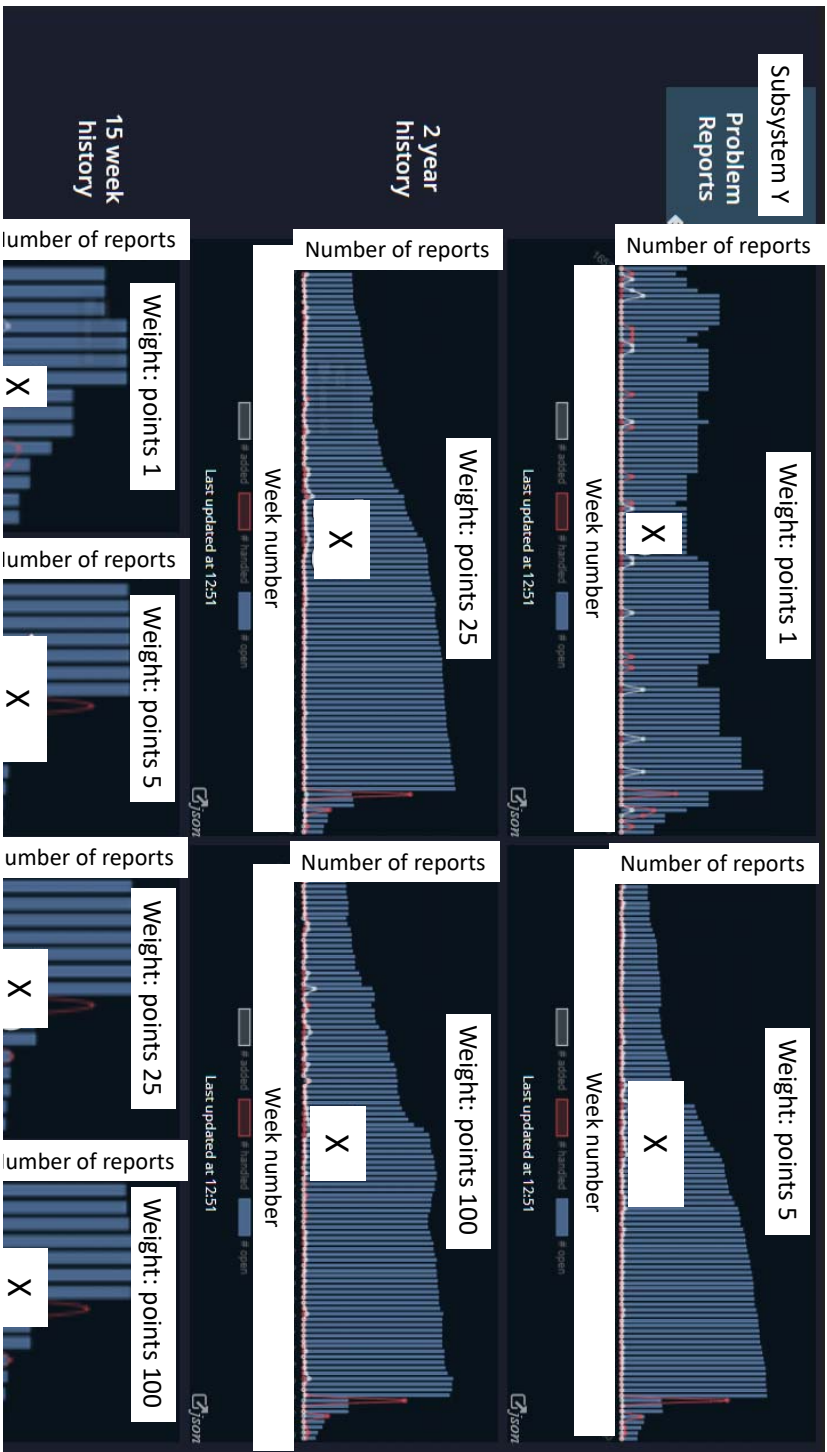 Subsystem Y
Problem
Reports
Number of reports
Weight: points 1
X
Week number
# added # handled # open
Last updated at 12:51
json
Number of reports
Weight: points 5
X
Week number
# added # handled # open
Last updated at 12:51
json
2 year
history
Number of reports
Weight: points 25
X
Week number
# added # handled # open
Last updated at 12:51
json
Number of reports
Weight: points 100
X
Week number
# added # handled # open
Last updated at 12:51
json
15 week
history
umber of reports
Weight: points 1
X
umber of reports
Weight: points 5
X
umber of reports
Weight: points 25
X
umber of reports
Weight: points 100
X